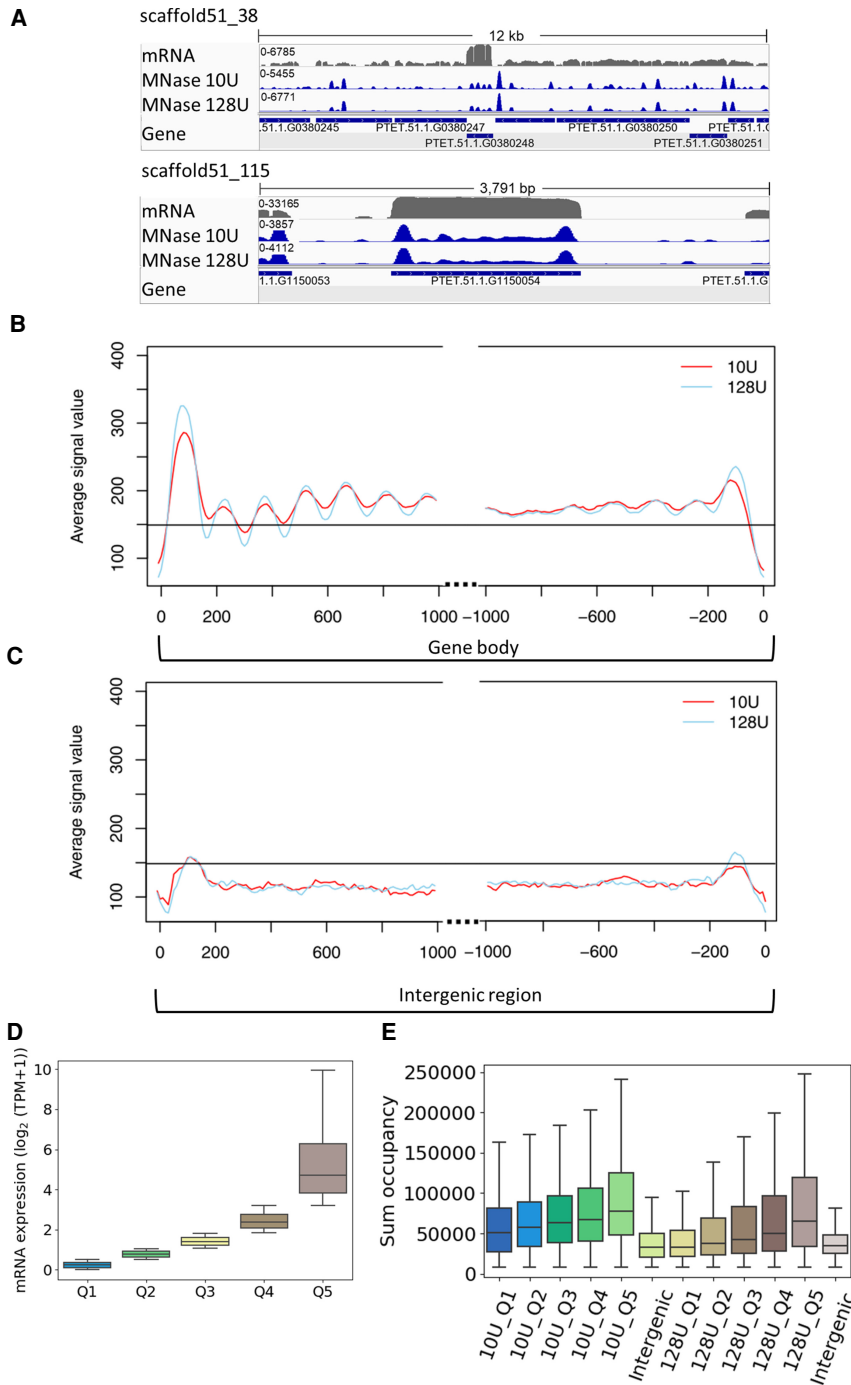 A
scaffold51_38
12 kb
mRNA
0-6785
MNase 10U
0-5455
MNase 128U
0-6771
Gene
.51.1.G0380245
PTET.51.1.G0380247
PTET.51.1.G0380250
PTET.51.1.G
PTET.51.1.G0380248
PTET.51.1.G0380251
scaffold51_115
3,791 bp
mRNA
0-33165
MNase 10U
0-3857
MNase 128U
0-4112
Gene
1.1.G1150053
PTET.51.1.G1150054
PTET.51.1.G
B
Average signal value
400
300
200
100
10U
128U
0 200 600 1000 −1000 −600 −200 0
Gene body
C
Average signal value
400
300
200
100
10U
128U
0 200 600 1000 −1000 −600 −200 0
Intergenic region
D
mRNA expression (log2 (TPM+1))
10
8
6
4
2
0
Q1 Q2 Q3 Q4 Q5
E
Sum occupancy
250000
200000
150000
100000
50000
0
10U_Q1
10U_Q2
10U_Q3
10U_Q4
10U_Q5
Intergenic
128U_Q1
128U_Q2
128U_Q3
128U_Q4
128U_Q5
Intergenic